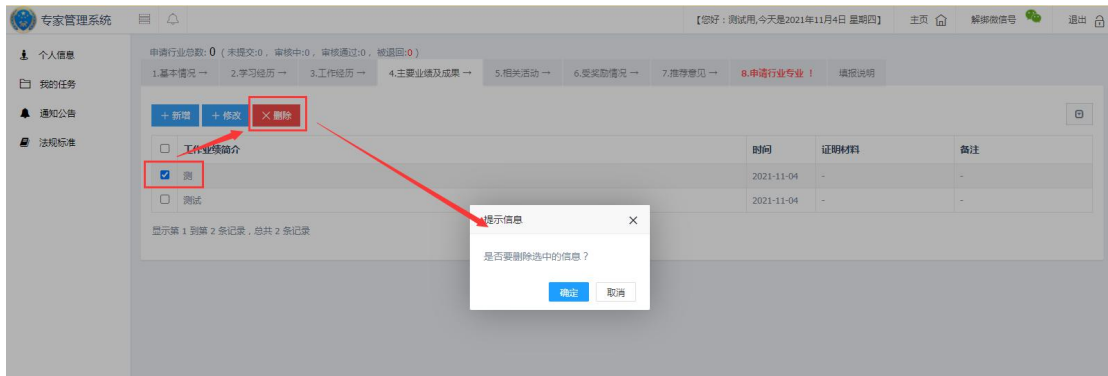 专家管理系统
【您好：测试用,今天是2021年11月4日 星期四】 主页 解绑微信号 退出
个人信息
我的任务
通知公告
法规标准
申请行业总数: 0 ( 未提交:0 , 审核中:0 , 审核通过:0 , 被退回:0 )
1.基本情况→ 2.学习经历→ 3.工作经历→ 4.主要业绩及成果→ 5.相关活动→ 6.受奖励情况→ 7.推荐意见→ 8.申请行业专业！ 填报说明
+ 新增 + 修改 × 删除
工作业绩简介 时间 证明材料 备注
测 2021-11-04 - -
测试 2021-11-04 - -
显示第 1 到第 2 条记录，总共 2 条记录
提示信息 ×
是否要删除选中的信息？
确定 取消